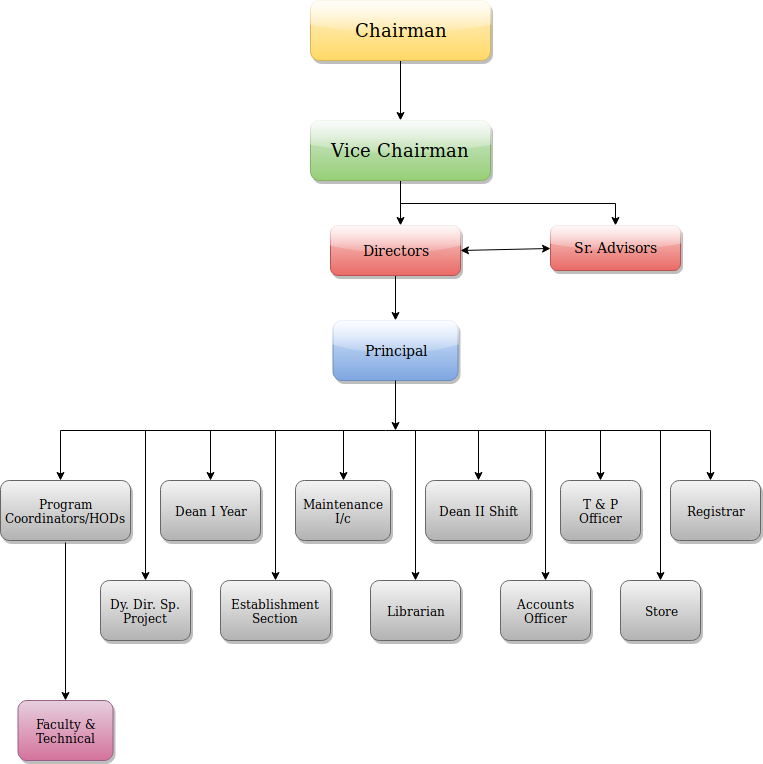 Chairman
Vice Chairman
Directors
Sr. Advisors
Principal
Program
Coordinators/HODs
Dean I Year
Maintenance
I/c
Dean II Shift
T & P
Officer
Registrar
Dy. Dir. Sp.
Project
Establishment
Section
Librarian
Accounts
Officer
Store
Faculty &
Technical